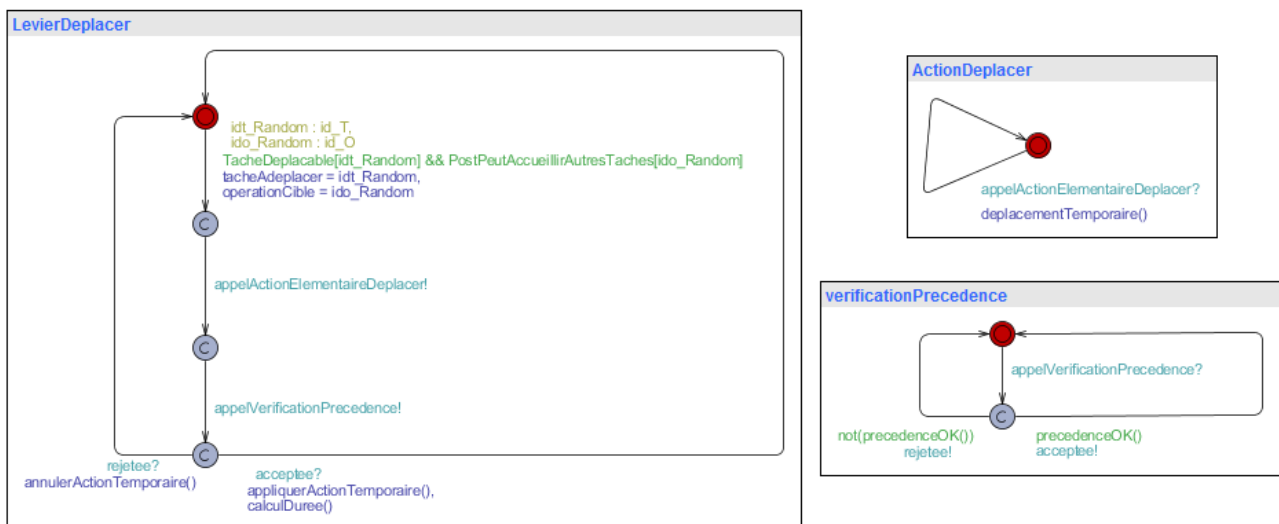 LevierDeplacer
idt_Random : id_T,
ido_Random : id_O
TacheDeplacable[idt_Random] && PostPeutAccueillirAutresTaches[ido_Random]
tacheAdeplacer = idt_Random,
operationCible = ido_Random
C
appelActionElementaireDeplacer!
C
appelVerificationPrecedence!
C
rejetee?
annulerActionTemporaire()
acceptee?
appliquerActionTemporaire(),
calculDuree()
ActionDeplacer
appelActionElementaireDeplacer?
deplacementTemporaire()
verificationPrecedence
appelVerificationPrecedence?
C
not(precedenceOK())
rejetee!
precedenceOK()
acceptee!